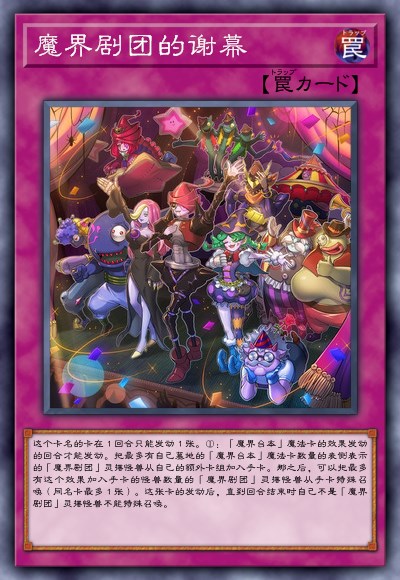 魔界剧团的谢幕
トラップ
罠
トラップ
【罠カード】
这个卡名的卡在1回合只能发动1张。①：「魔界台本」魔法卡的效果发动
的回合才能发动。把最多有自己墓地的「魔界台本」魔法卡数量的表侧表示
的「魔界剧团」灵摆怪兽从自己的额外卡组加入手卡。那之后，可以把最多
有这个效果加入手卡的怪兽数量的「魔界剧团」灵摆怪兽从手卡特殊召
唤（同名卡最多1张）。这张卡的发动后，直到回合结束时自己不是「魔界
剧团」灵摆怪兽不能特殊召唤。